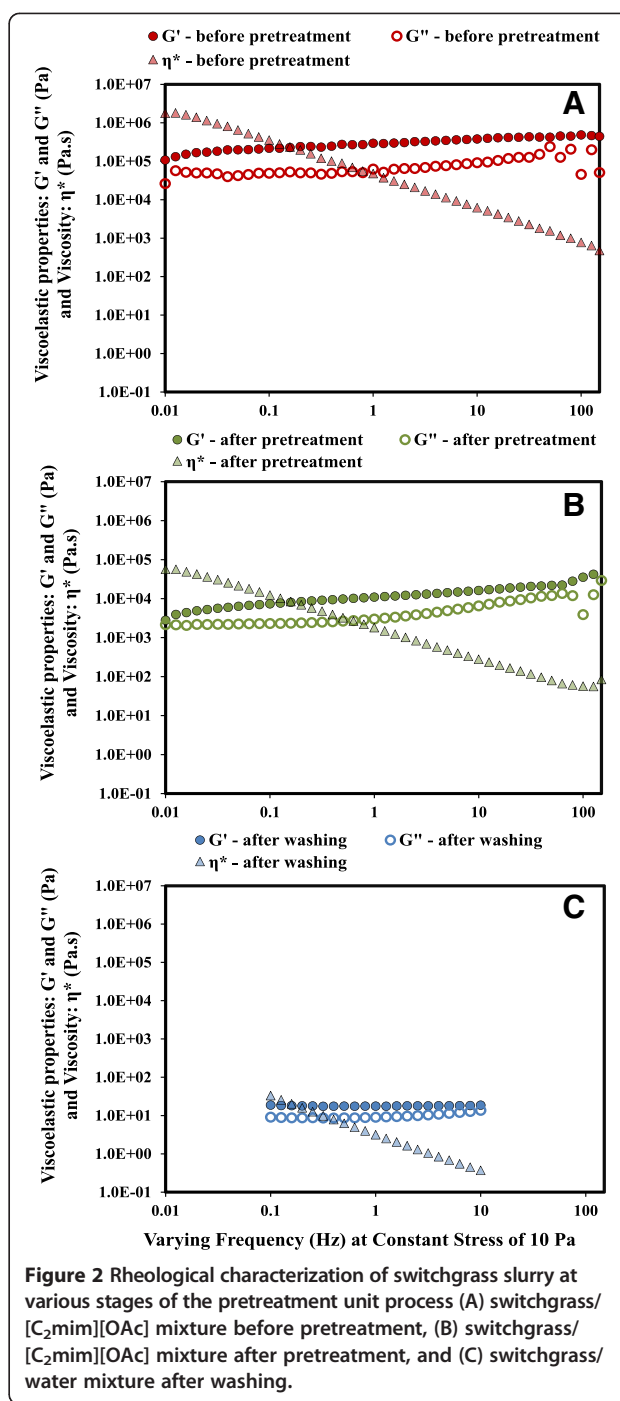 G' - before pretreatment G" - before pretreatment
η* - before pretreatment
Viscoelastic properties: G' and G" (Pa)
and Viscosity: η* (Pa.s)
1.0E+07
1.0E+06
1.0E+05
1.0E+04
1.0E+03
1.0E+02
1.0E+01
1.0E+00
1.0E-01
A
0.01 0.1 1 10 100
G' - after pretreatment G" - after pretreatment
η* - after pretreatment
Viscoelastic properties: G' and G" (Pa)
and Viscosity: η* (Pa.s)
1.0E+07
1.0E+06
1.0E+05
1.0E+04
1.0E+03
1.0E+02
1.0E+01
1.0E+00
1.0E-01
B
0.01 0.1 1 10 100
G' - after washing G" - after washing
η* - after washing
Viscoelastic properties: G' and G" (Pa)
and Viscosity: η* (Pa.s)
1.0E+07
1.0E+06
1.0E+05
1.0E+04
1.0E+03
1.0E+02
1.0E+01
1.0E+00
1.0E-01
C
0.01 0.1 1 10 100
Varying Frequency (Hz) at Constant Stress of 10 Pa
Figure 2 Rheological characterization of switchgrass slurry at
various stages of the pretreatment unit process (A) switchgrass/
[C₂mim][OAc] mixture before pretreatment, (B) switchgrass/
[C₂mim][OAc] mixture after pretreatment, and (C) switchgrass/
water mixture after washing.